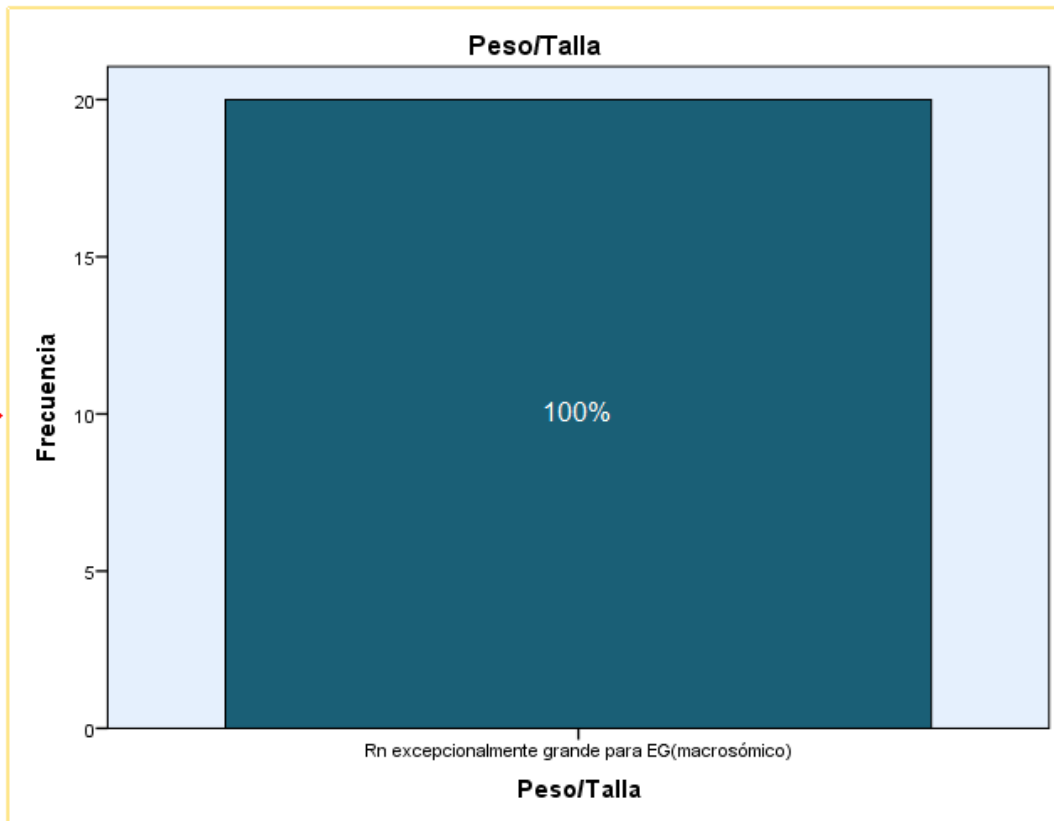 Peso/Talla
Frecuencia
20
15
10
5
0
100%
Rn excepcionalmente grande para EG(macrosómico)
Peso/Talla